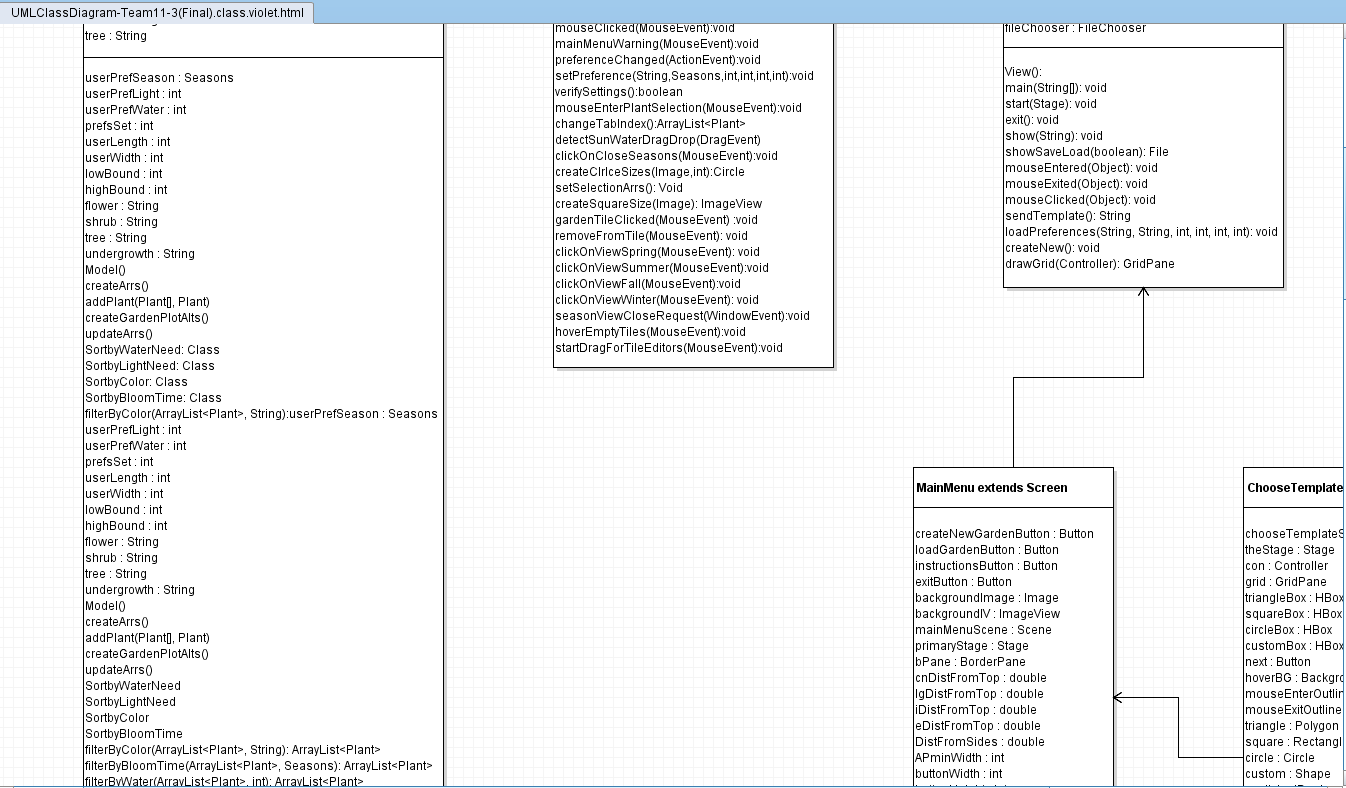 UMLClassDiagram-Team11-3(Final).class.violet.html
tree : String
userPrefSeason : Seasons
userPrefLight : int
userPrefWater : int
prefsSet : int
userLength : int
userWidth : int
lowBound : int
highBound : int
flower : String
shrub : String
tree : String
undergrowth : String
Model()
createArrs()
addPlant(Plant[], Plant)
createGardenPlotAlts()
updateArrs()
SortbyWaterNeed: Class
SortbyLightNeed: Class
SortbyColor: Class
SortbyBloomTime: Class
filterByColor(ArrayList<Plant>, String):userPrefSeason : Seasons
userPrefLight : int
userPrefWater : int
prefsSet : int
userLength : int
userWidth : int
lowBound : int
highBound : int
flower : String
shrub : String
tree : String
undergrowth : String
Model()
createArrs()
addPlant(Plant[], Plant)
createGardenPlotAlts()
updateArrs()
SortbyWaterNeed
SortbyLightNeed
SortbyColor
SortbyBloomTime
filterByColor(ArrayList<Plant>, String): ArrayList<Plant>
filterByBloomTime(ArrayList<Plant>, Seasons): ArrayList<Plant>
filterByWater(ArrayList<Plant>, int): ArrayList<Plant>
mouseClicked(MouseEvent):void
mainMenuWarning(MouseEvent):void
preferenceChanged(ActionEvent):void
setPreference(String,Seasons,int,int,int,int):void
verifySettings():boolean
mouseEnterPlantSelection(MouseEvent):void
changeTabIndex():ArrayList<Plant>
detectSunWaterDragDrop(DragEvent)
clickOnCloseSeasons(MouseEvent):void
createClrlceSizes(Image,int):Circle
setSelectionArrs(): Void
createSquareSize(Image): ImageView
gardenTileClicked(MouseEvent) :void
removeFromTile(MouseEvent): void
clickOnViewSpring(MouseEvent): void
clickOnViewSummer(MouseEvent):void
clickOnViewFall(MouseEvent):void
clickOnViewWinter(MouseEvent): void
seasonViewCloseRequest(WindowEvent):void
hoverEmptyTiles(MouseEvent):void
startDragForTileEditors(MouseEvent):void
fileChooser : FileChooser
View():
main(String[]): void
start(Stage): void
exit(): void
show(String): void
showSaveLoad(boolean): File
mouseEntered(Object): void
mouseExited(Object): void
mouseClicked(Object): void
sendTemplate(): String
loadPreferences(String, String, int, int, int, int): void
createNew(): void
drawGrid(Controller): GridPane
MainMenu extends Screen
createNewGardenButton : Button
loadGardenButton : Button
instructionsButton : Button
exitButton : Button
backgroundImage : Image
backgroundIV : ImageView
mainMenuScene : Scene
primaryStage : Stage
bPane : BorderPane
cnDistFromTop : double
lgDistFromTop : double
iDistFromTop : double
eDistFromTop : double
DistFromSides : double
APminWidth : int
buttonWidth : int
ChooseTemplate
chooseTemplateS
theStage : Stage
con : Controller
grid : GridPane
triangleBox : HBox
squareBox : HBox
circleBox : HBox
customBox : HBox
next : Button
hoverBG : Backgro
mouseEnterOutlin
mouseExitOutline
triangle : Polygon
square : Rectangl
circle : Circle
custom : Shape